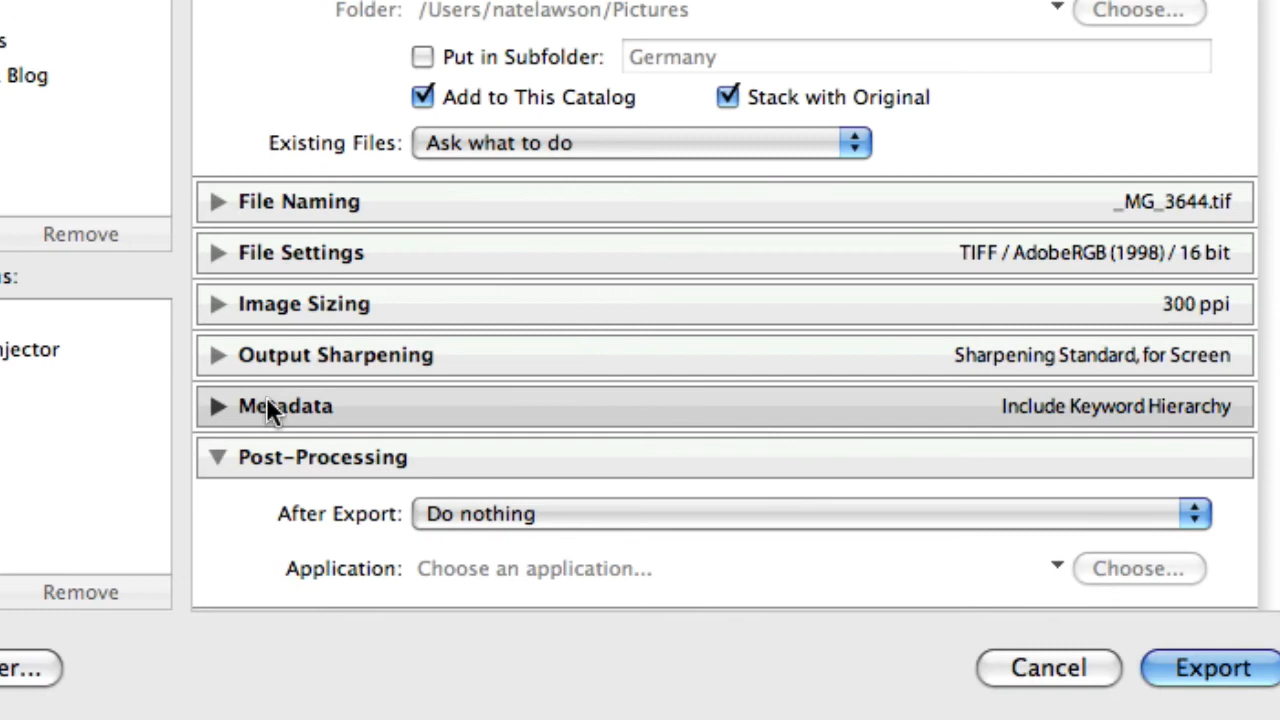 Folder: /Users/natelawson/Pictures Choose...
s
Put in Subfolder: Germany
Blog
Add to This Catalog Stack with Original
Existing Files: Ask what to do
File Naming _MG_3644.tif
Remove
File Settings TIFF / AdobeRGB (1998) / 16 bit
s:
Image Sizing 300 ppi
njector
Output Sharpening Sharpening Standard, for Screen
Metadata Include Keyword Hierarchy
Post-Processing
After Export: Do nothing
Application: Choose an application... Choose...
Remove
er... Cancel Export